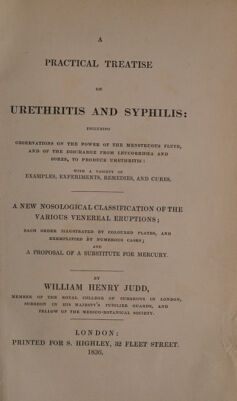 A
PRACTICAL TREATISE
ON
URETHRITIS AND SYPHILIS:
INCLUDING
OBSERVATIONS ON THE POWER OF THE MENSTRUOUS FLUID,
AND OF THE DISCHARGE FROM LEUCORRHŒA AND
SORES, TO PRODUCE URETHRITIS:
WITH A VARIETY OF
EXAMPLES, EXPERIMENTS, REMEDIES, AND CURES.
A NEW NOSOLOGICAL CLASSIFICATION OF THE
VARIOUS VENEREAL ERUPTIONS;
EACH ORDER ILLUSTRATED BY COLOURED PLATES, AND
EXEMPLIFIED BY NUMEROUS CASES;
AND
A PROPOSAL OF A SUBSTITUTE FOR MERCURY.
BY
WILLIAM HENRY JUDD,
MEMBER OF THE ROYAL COLLEGE OF SURGEONS IN LONDON,
SURGEON IN HIS MAJESTY'S FUSILIER GUARDS, AND
FELLOW OF THE MEDICO-BOTANICAL SOCIETY.
LONDON:
PRINTED FOR S. HIGHLEY, 32 FLEET STREET.
1836.